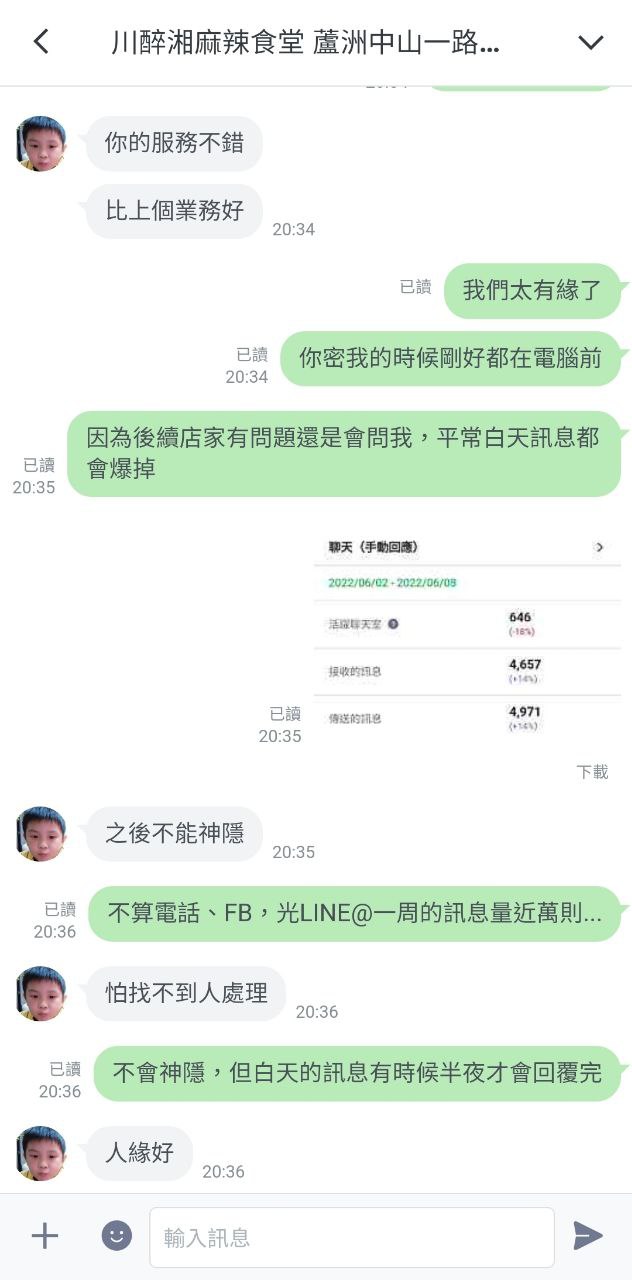 川醉湘麻辣食堂 蘆洲中山一路...
你的服務不錯
比上個業務好
20:34
已讀
我們太有緣了
已讀
20:34
你密我的時候剛好都在電腦前
已讀
20:35
因為後續店家有問題還是會問我，平常白天訊息都
會爆掉
聊天（手動回應）
2022/06/02 - 2022/06/08
活躍聊天室
646
(-18%)
接收的訊息
4,657
(+14%)
傳送的訊息
4,971
(+14%)
已讀
20:35
下載
之後不能神隱
20:35
已讀
20:36
不算電話、FB，光LINE@一周的訊息量近萬則...
怕找不到人處理
20:36
已讀
20:36
不會神隱，但白天的訊息有時候半夜才會回覆完
人緣好
20:36
輸入訊息